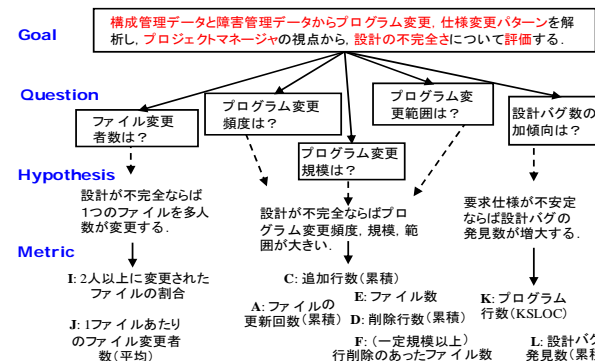 Goal
構成管理データと障害管理データからプログラム変更,仕様変更パターンを解
析し,プロジェクトマネージャの視点から,設計の不完全さについて評価する.
Question
ファイル変更
者数は?
プログラム変更
頻度は?
プログラム変更
規模は?
プログラム変
更範囲は?
設計バグ数の
加傾向は?
Hypothesis
設計が不完全ならば
1つのファイルを多人
数が変更する.
設計が不完全ならばプロ
グラム変更頻度,規模,範
囲が大きい.
要求仕様が不安定
ならば設計バグの
発見数が増大する.
Metric
I: 2人以上に変更された
ファイルの割合
J: 1ファイルあたり
のファイル変更者
数(平均)
C: 追加行数(累積)
A: ファイルの
更新回数(累積)
E: ファイル数
D: 削除行数(累積)
F: (一定規模以上)
行削除のあったファイル数
K: プログラム
行数(KSLOC)
L: 設計バグ
発見数(累